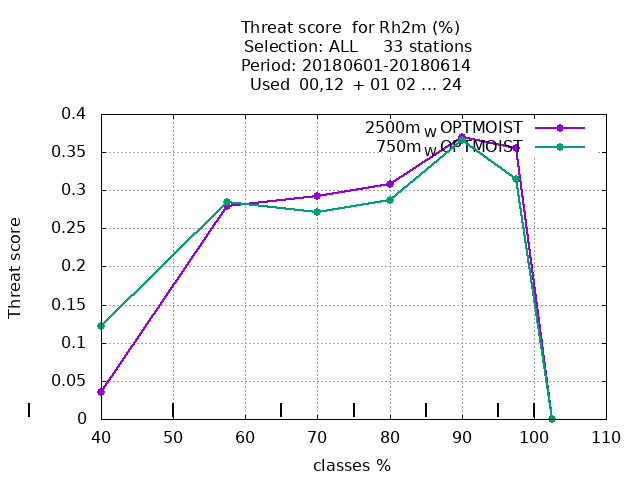 Threat score for Rh2m (%)
Selection: ALL 33 stations
Period: 20180601-20180614
Used 00,12 + 01 02 ... 24
2500m W OPTMOIST
750m W OPTMOIST
0.4
0.35
0.3
0.25
0.2
0.15
0.1
0.05
0
Threat score
40 50 60 70 80 90 100 110
classes %